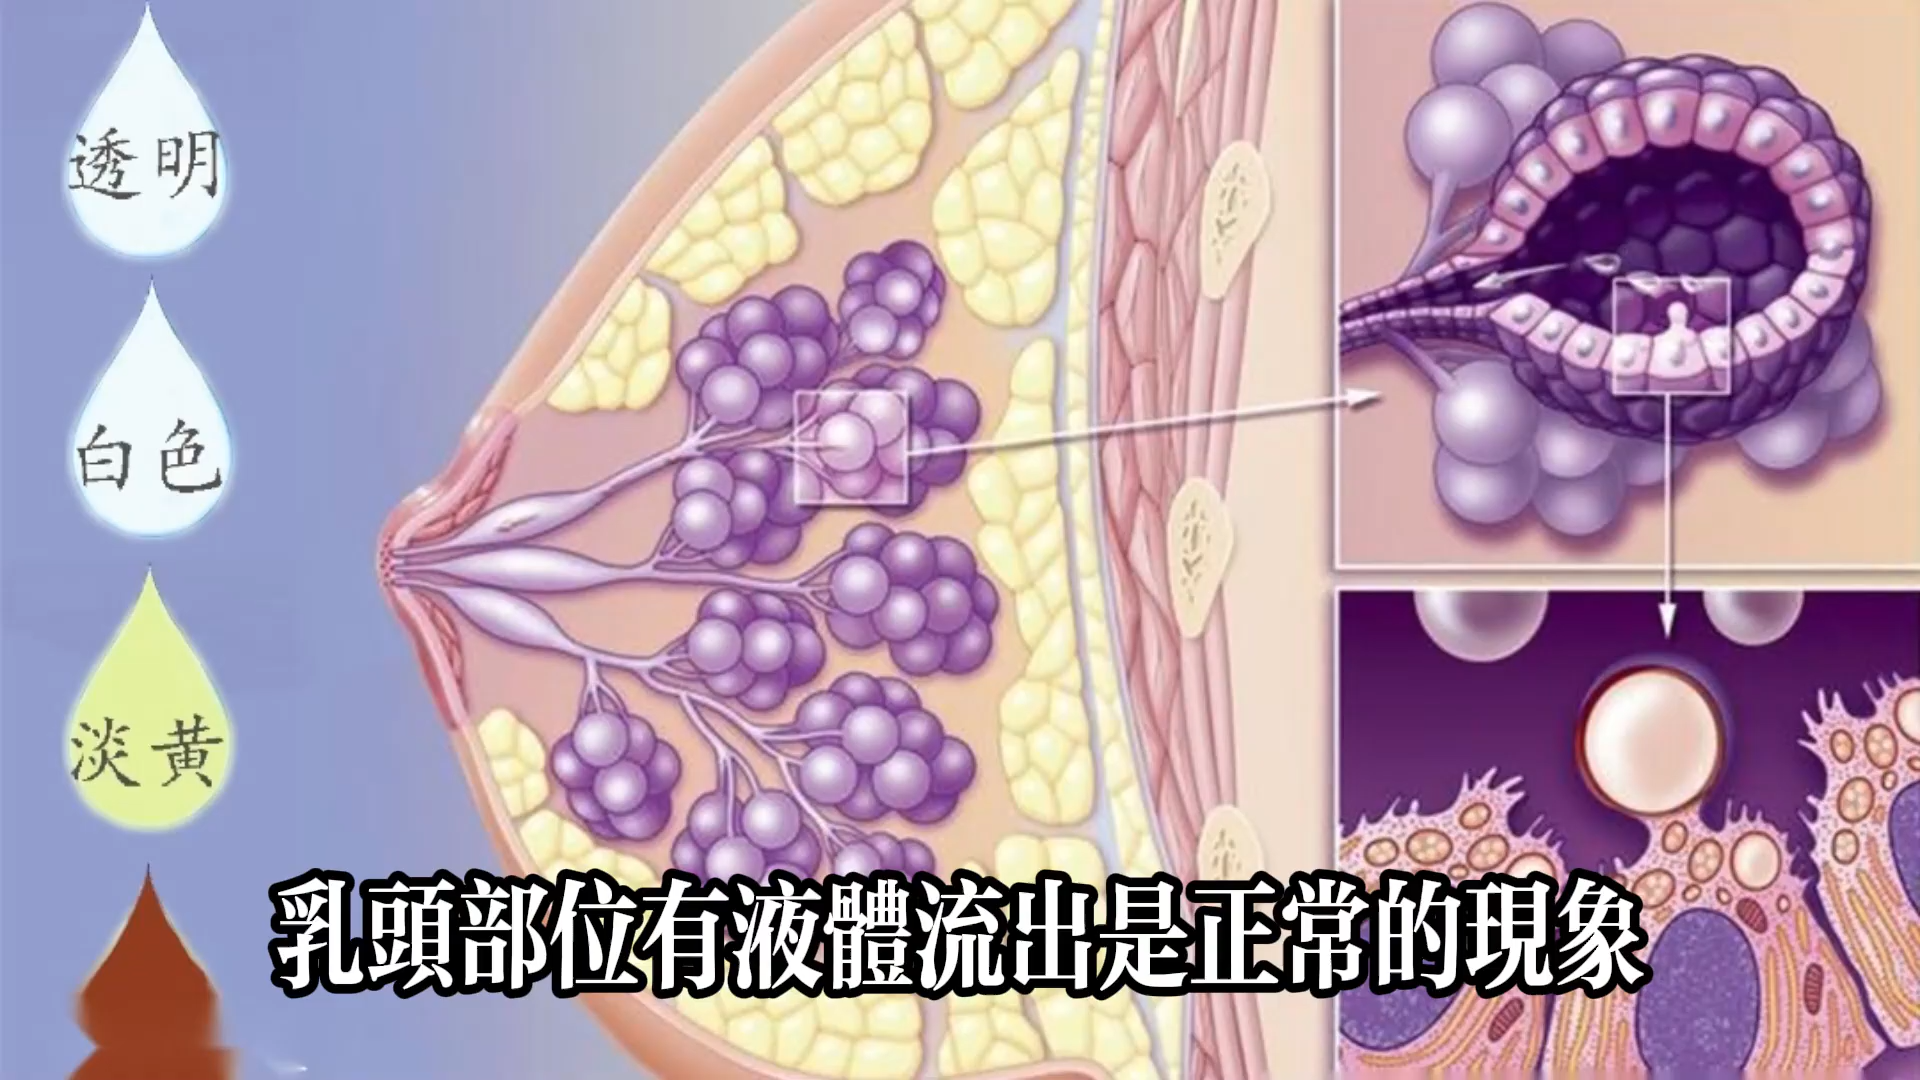 透明
白色
淡黃
乳頭部位有液體流出是正常的現象